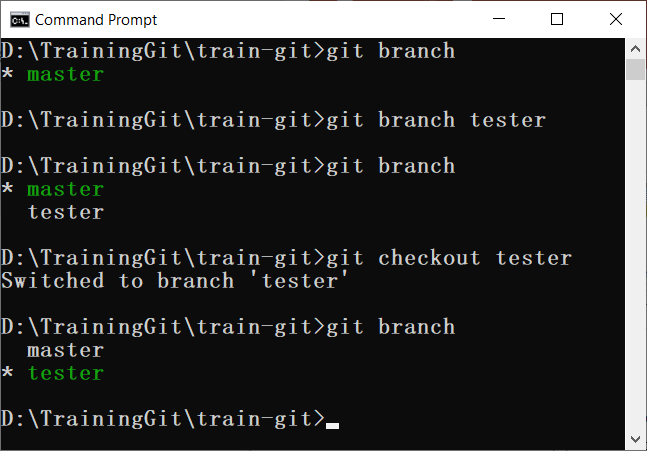 Command Prompt
D:\TrainingGit\train-git>git branch
* master
D:\TrainingGit\train-git>git branch tester
D:\TrainingGit\train-git>git branch
* master
  tester
D:\TrainingGit\train-git>git checkout tester
Switched to branch 'tester'
D:\TrainingGit\train-git>git branch
  master
* tester
D:\TrainingGit\train-git>